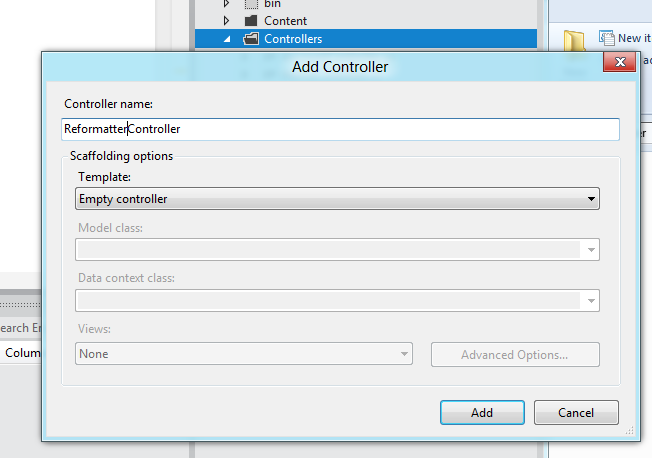 bin
Content
Controllers
New it
Add Controller
Controller name:
ReformatterController
Scaffolding options
Template:
Empty controller
Model class:
Data context class:
Views:
None
Advanced Options...
Add
Cancel
earch Er
Colum